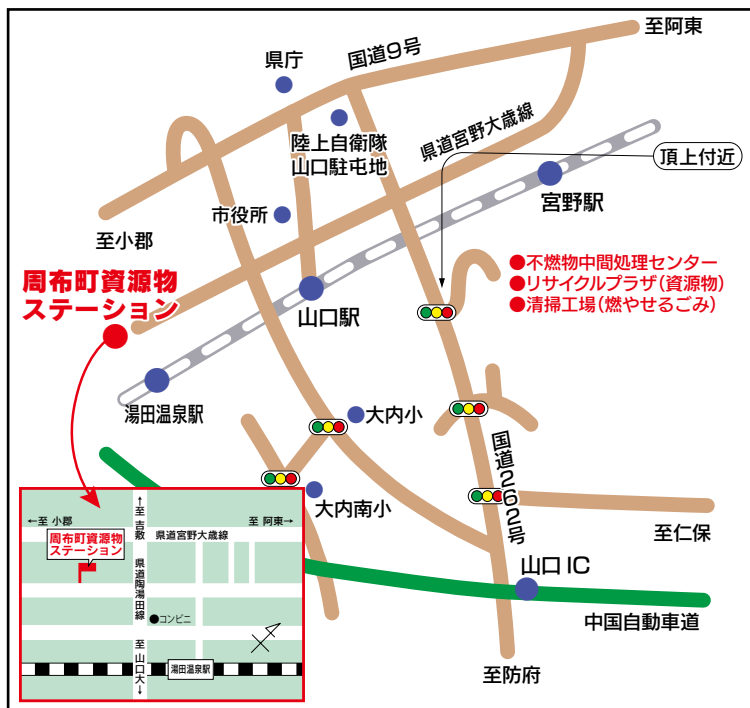 至阿東
国道9号
県庁
陸上自衛隊
山口駐屯地
県道宮野大歳線
頂上付近
宮野駅
市役所
至小郡
周布町資源物
ステーション
●不燃物中間処理センター
●リサイクルプラザ(資源物)
●清掃工場(燃やせるごみ)
山口駅
湯田温泉駅
大内小
国道262号
大内南小
至仁保
山口IC
中国自動車道
至防府
←至 小郡
←至 吉敷
県道宮野大歳線
至 阿東→
周布町資源物
ステーション
県道陶湯田線
●コンビニ
至 山口大→
湯田温泉駅